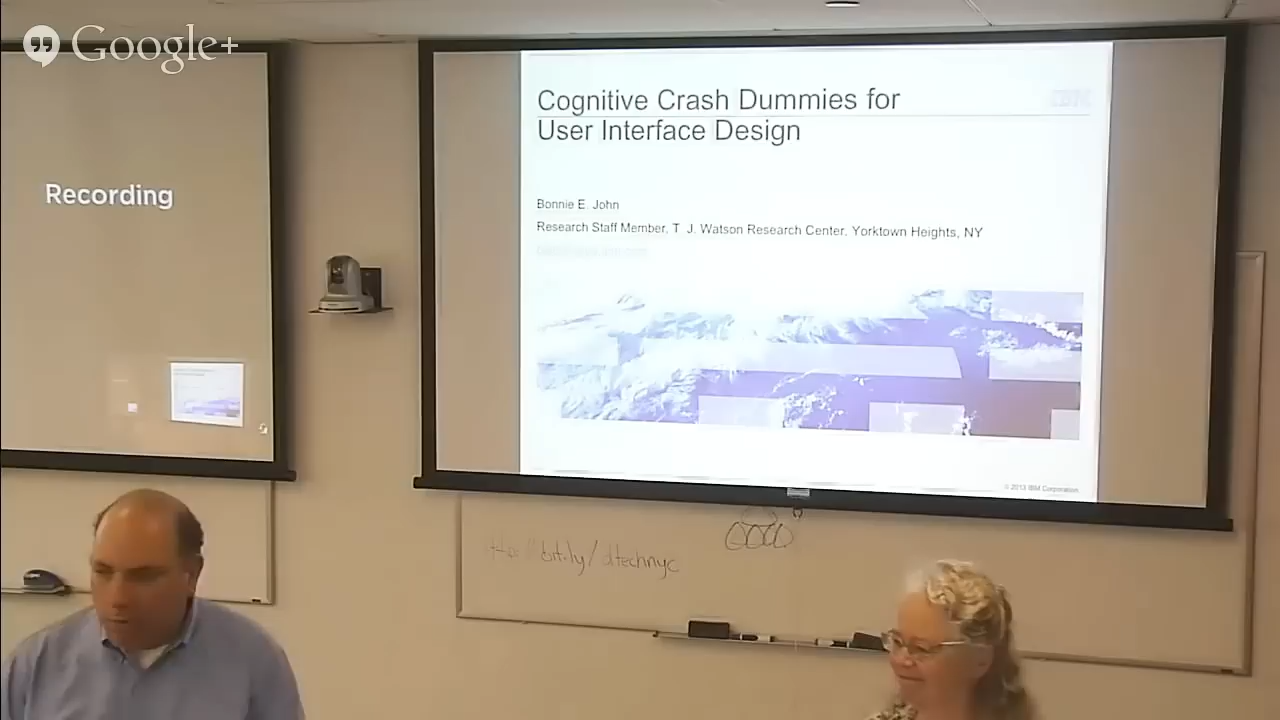 Google+
Recording
Cognitive Crash Dummies for
User Interface Design
IBM
Bonnie E. John
Research Staff Member, T. J. Watson Research Center, Yorktown Heights, NY
© 2013 IBM Corporation
bit.ly/dtechnyc